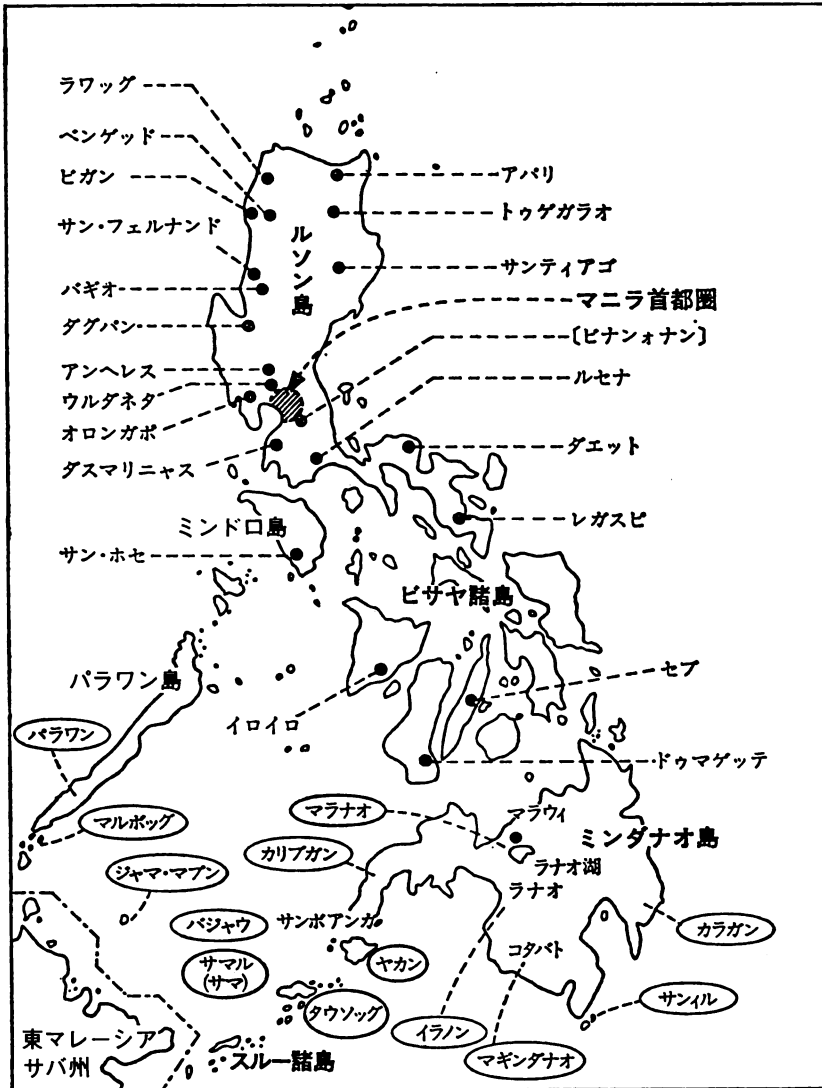 ラワッグ
ベンゲッド
ビガン
サン・フェルナンド
バギオ
ダグパン
アンヘレス
ウルダネタ
オロンガポ
ダスマリニャス
ルソン島
アパリ
トゥゲガラオ
サンティアゴ
マニラ首都圏
〔ビナンォナン〕
ルセナ
ダエット
レガスピ
ミンドロ島
サン・ホセ
ビサヤ諸島
パラワン島
イロイロ
セブ
ドゥマゲッテ
パラワン
マルボッグ
ジャマ・マプン
マラナオ
カリブガン
マラウィ
ミンダナオ島
ラナオ湖
ラナオ
バジャウ
サンボアンガ
カラガン
サマル
(サマ)
ヤカン
コタバト
タウソッグ
イラノン
サンィル
マギンダナオ
東マレーシア
サバ州
スルー諸島